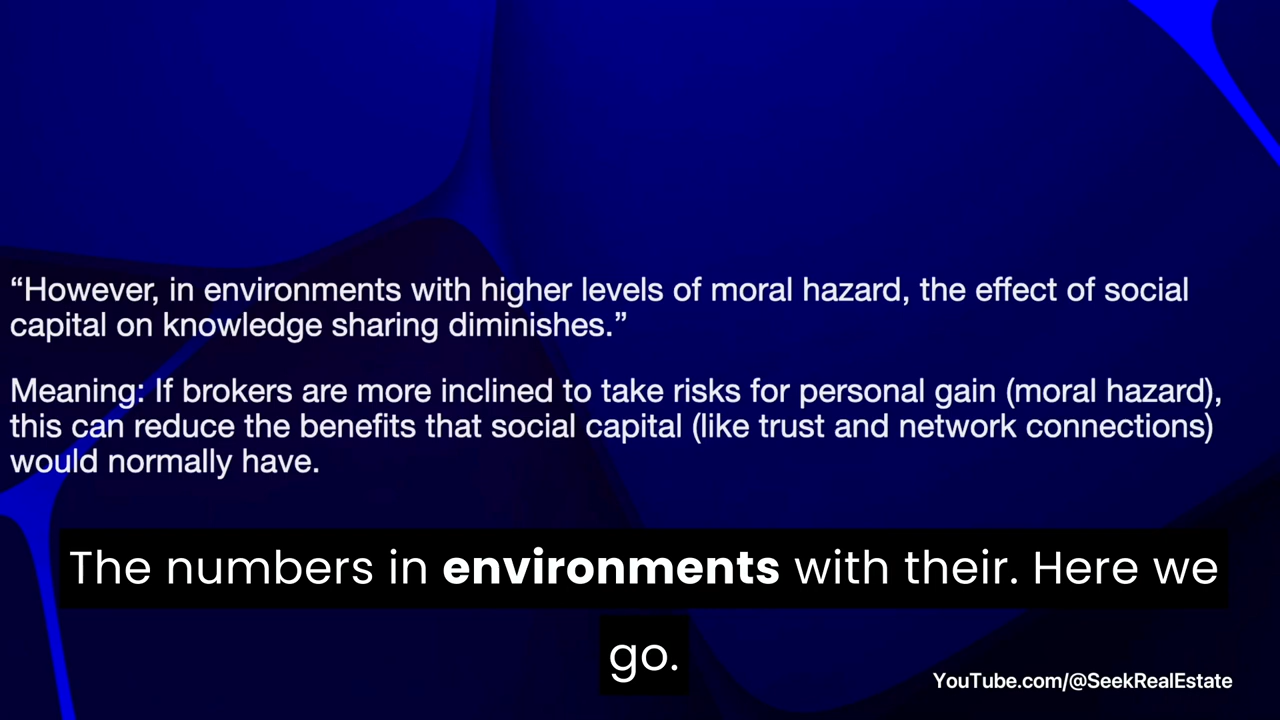 “However, in environments with higher levels of moral hazard, the effect of social
capital on knowledge sharing diminishes.”
Meaning: If brokers are more inclined to take risks for personal gain (moral hazard),
this can reduce the benefits that social capital (like trust and network connections)
would normally have.
The numbers in environments with their. Here we
go.
YouTube.com/@SeekRealEstate